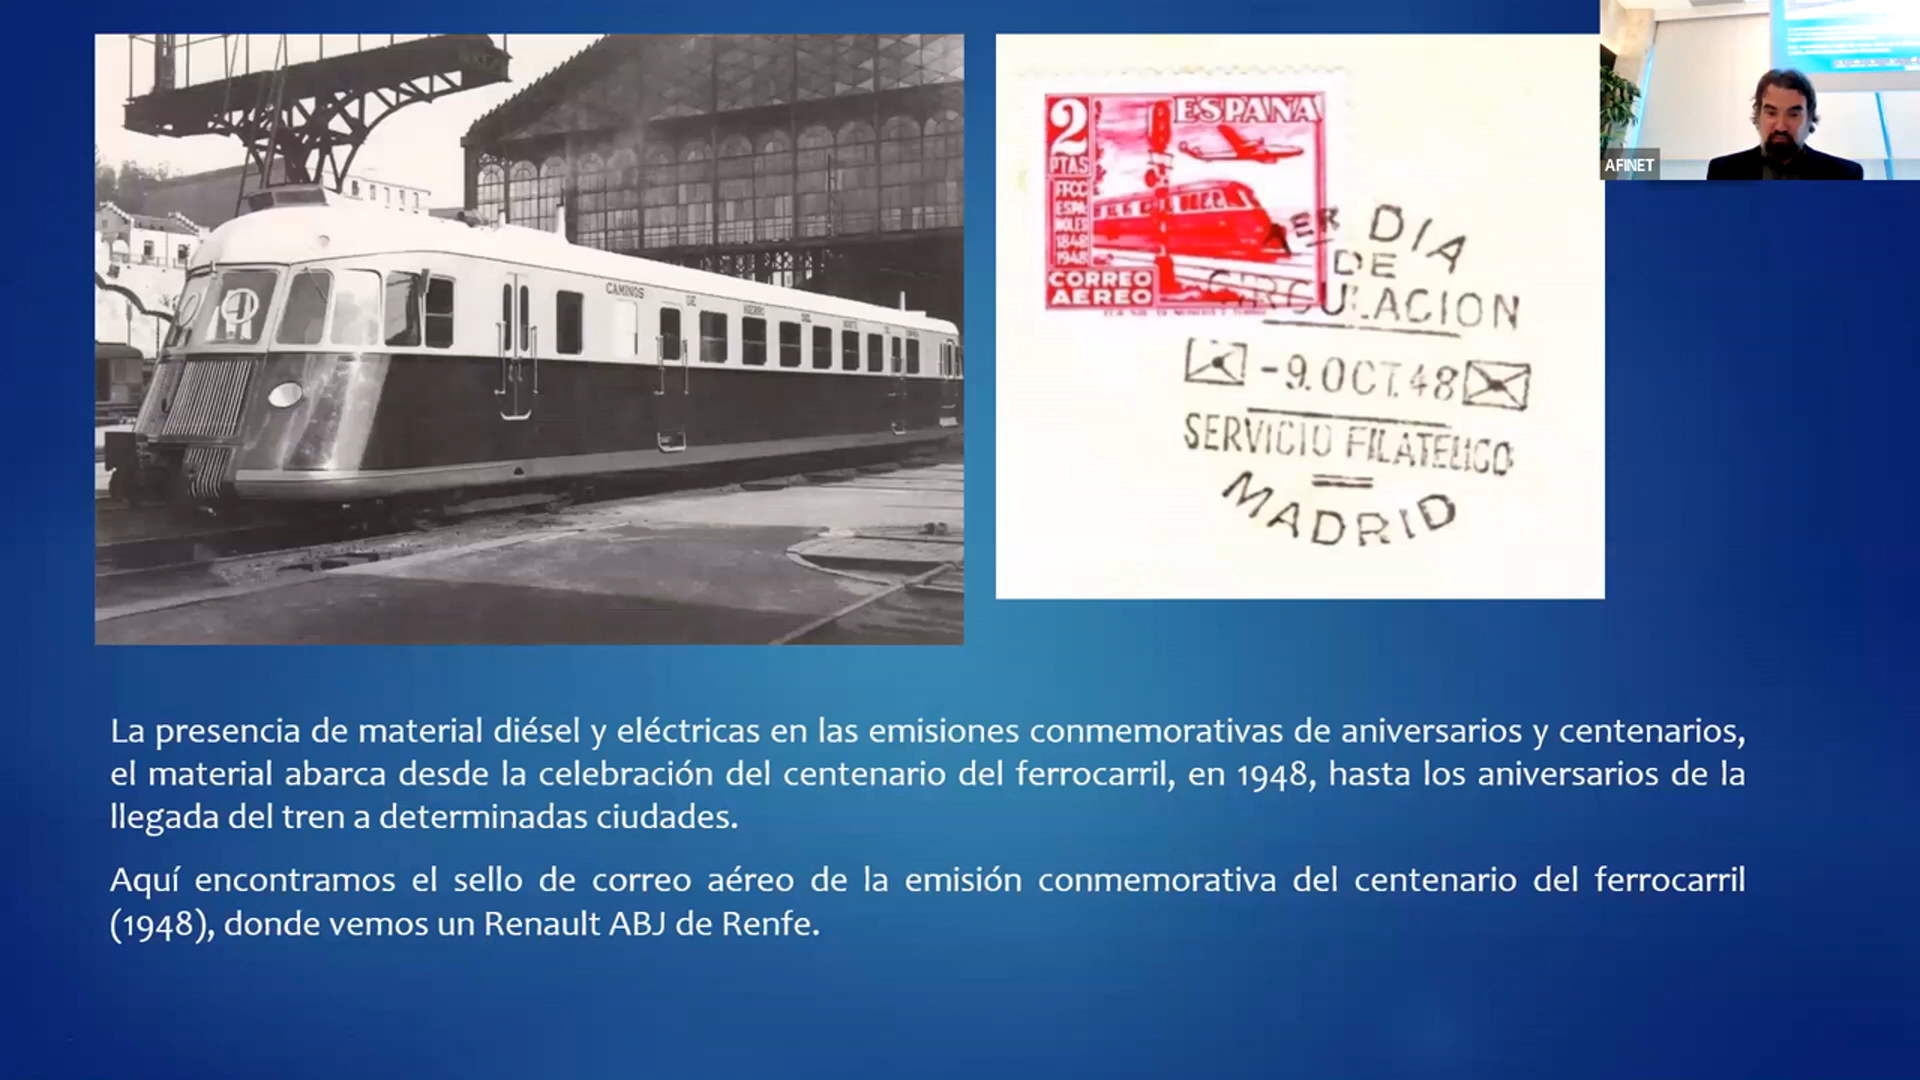 CAMINOS DE HIERRO DEL NORTE DE
2
PTAS
ESPAÑA
FFCC
ESPA
ÑOLES
1848
1948
CORREO
AEREO
1ER DIA
DE
CIRCULACION
-9.OCT.48
SERVICIO FILATELICO
MADRID
AFINET
La presencia de material diésel y eléctricas en las emisiones conmemorativas de aniversarios y centenarios,
el material abarca desde la celebración del centenario del ferrocarril, en 1948, hasta los aniversarios de la
llegada del tren a determinadas ciudades.
Aquí encontramos el sello de correo aéreo de la emisión conmemorativa del centenario del ferrocarril
(1948), donde vemos un Renault ABJ de Renfe.